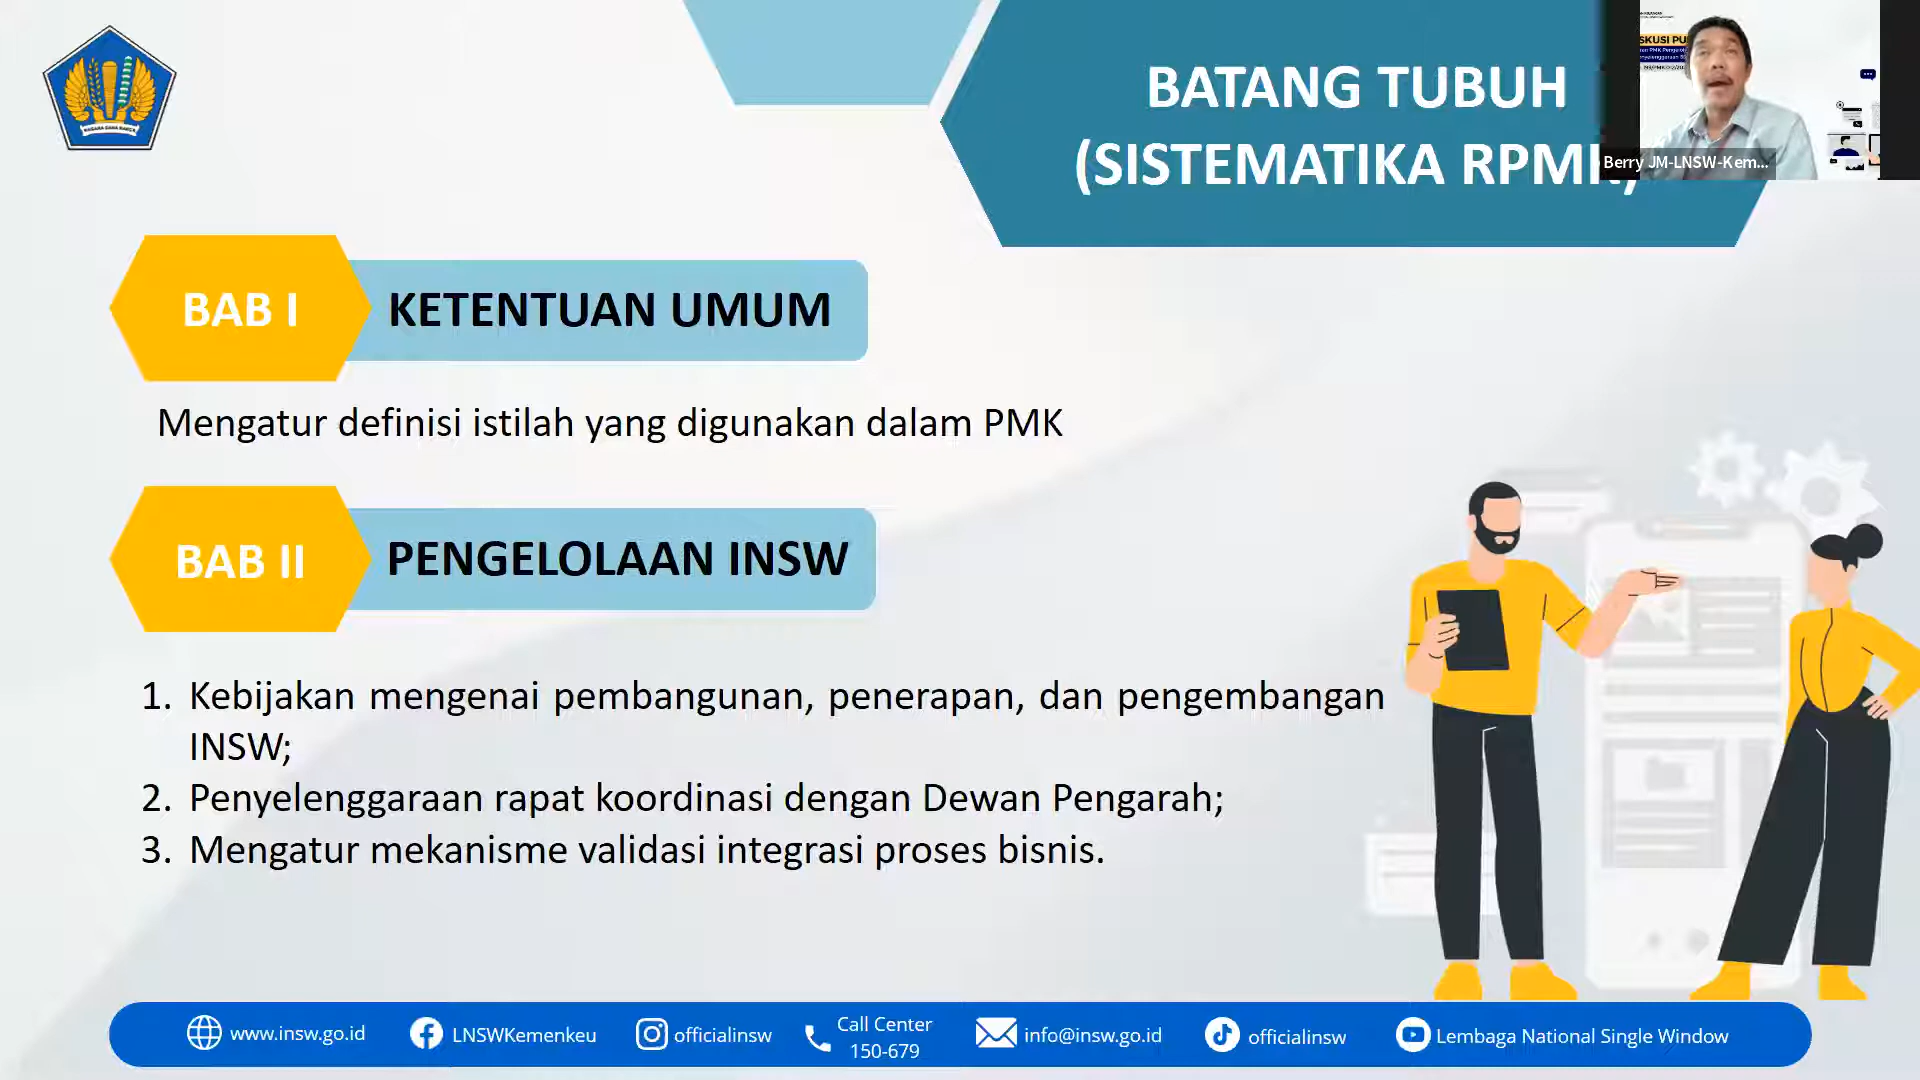 BATANG TUBUH
(SISTEMATIKA RPMK)
Berry JM-LNSW-Kem...
NAGARA DANA RAKCA
BAB I
KETENTUAN UMUM
Mengatur definisi istilah yang digunakan dalam PMK
BAB II
PENGELOLAAN INSW
1. Kebijakan mengenai pembangunan, penerapan, dan pengembangan
INSW;
2. Penyelenggaraan rapat koordinasi dengan Dewan Pengarah;
3. Mengatur mekanisme validasi integrasi proses bisnis.
www.insw.go.id
LNSWKemenkeu
officialinsw
Call Center
150-679
info@insw.go.id
officialinsw
Lembaga National Single Window